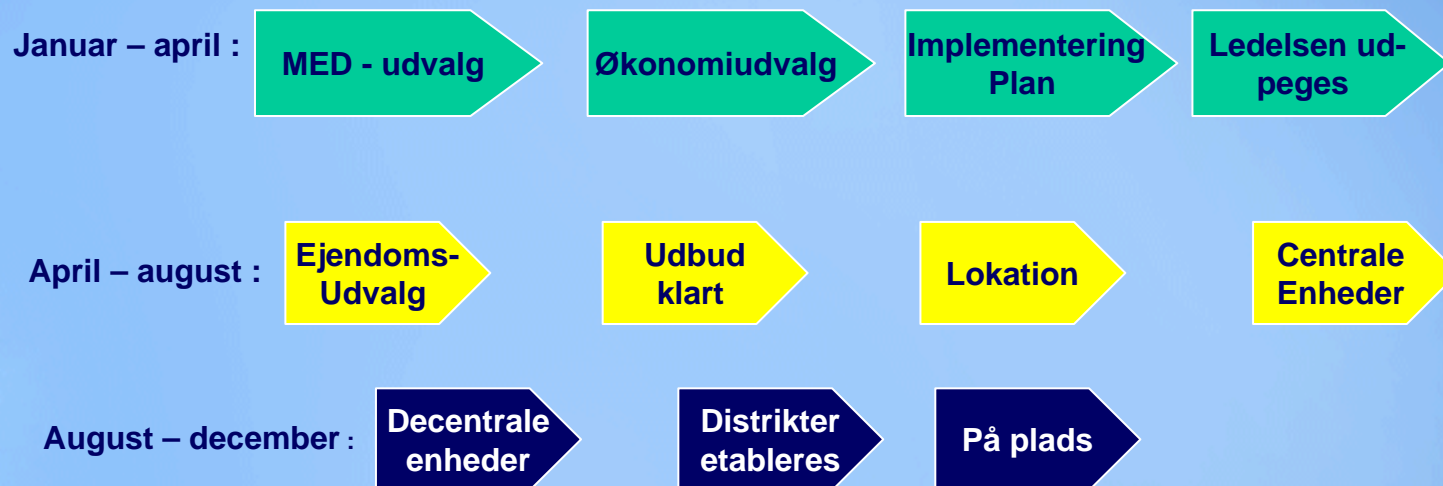 Januar – april :
MED - udvalg
Økonomiudvalg
Implementering
Plan
Ledelsen ud-
peges
April – august :
Ejendoms-
Udvalg
Udbud
klart
Lokation
Centrale
Enheder
August – december :
Decentrale
enheder
Distrikter
etableres
På plads